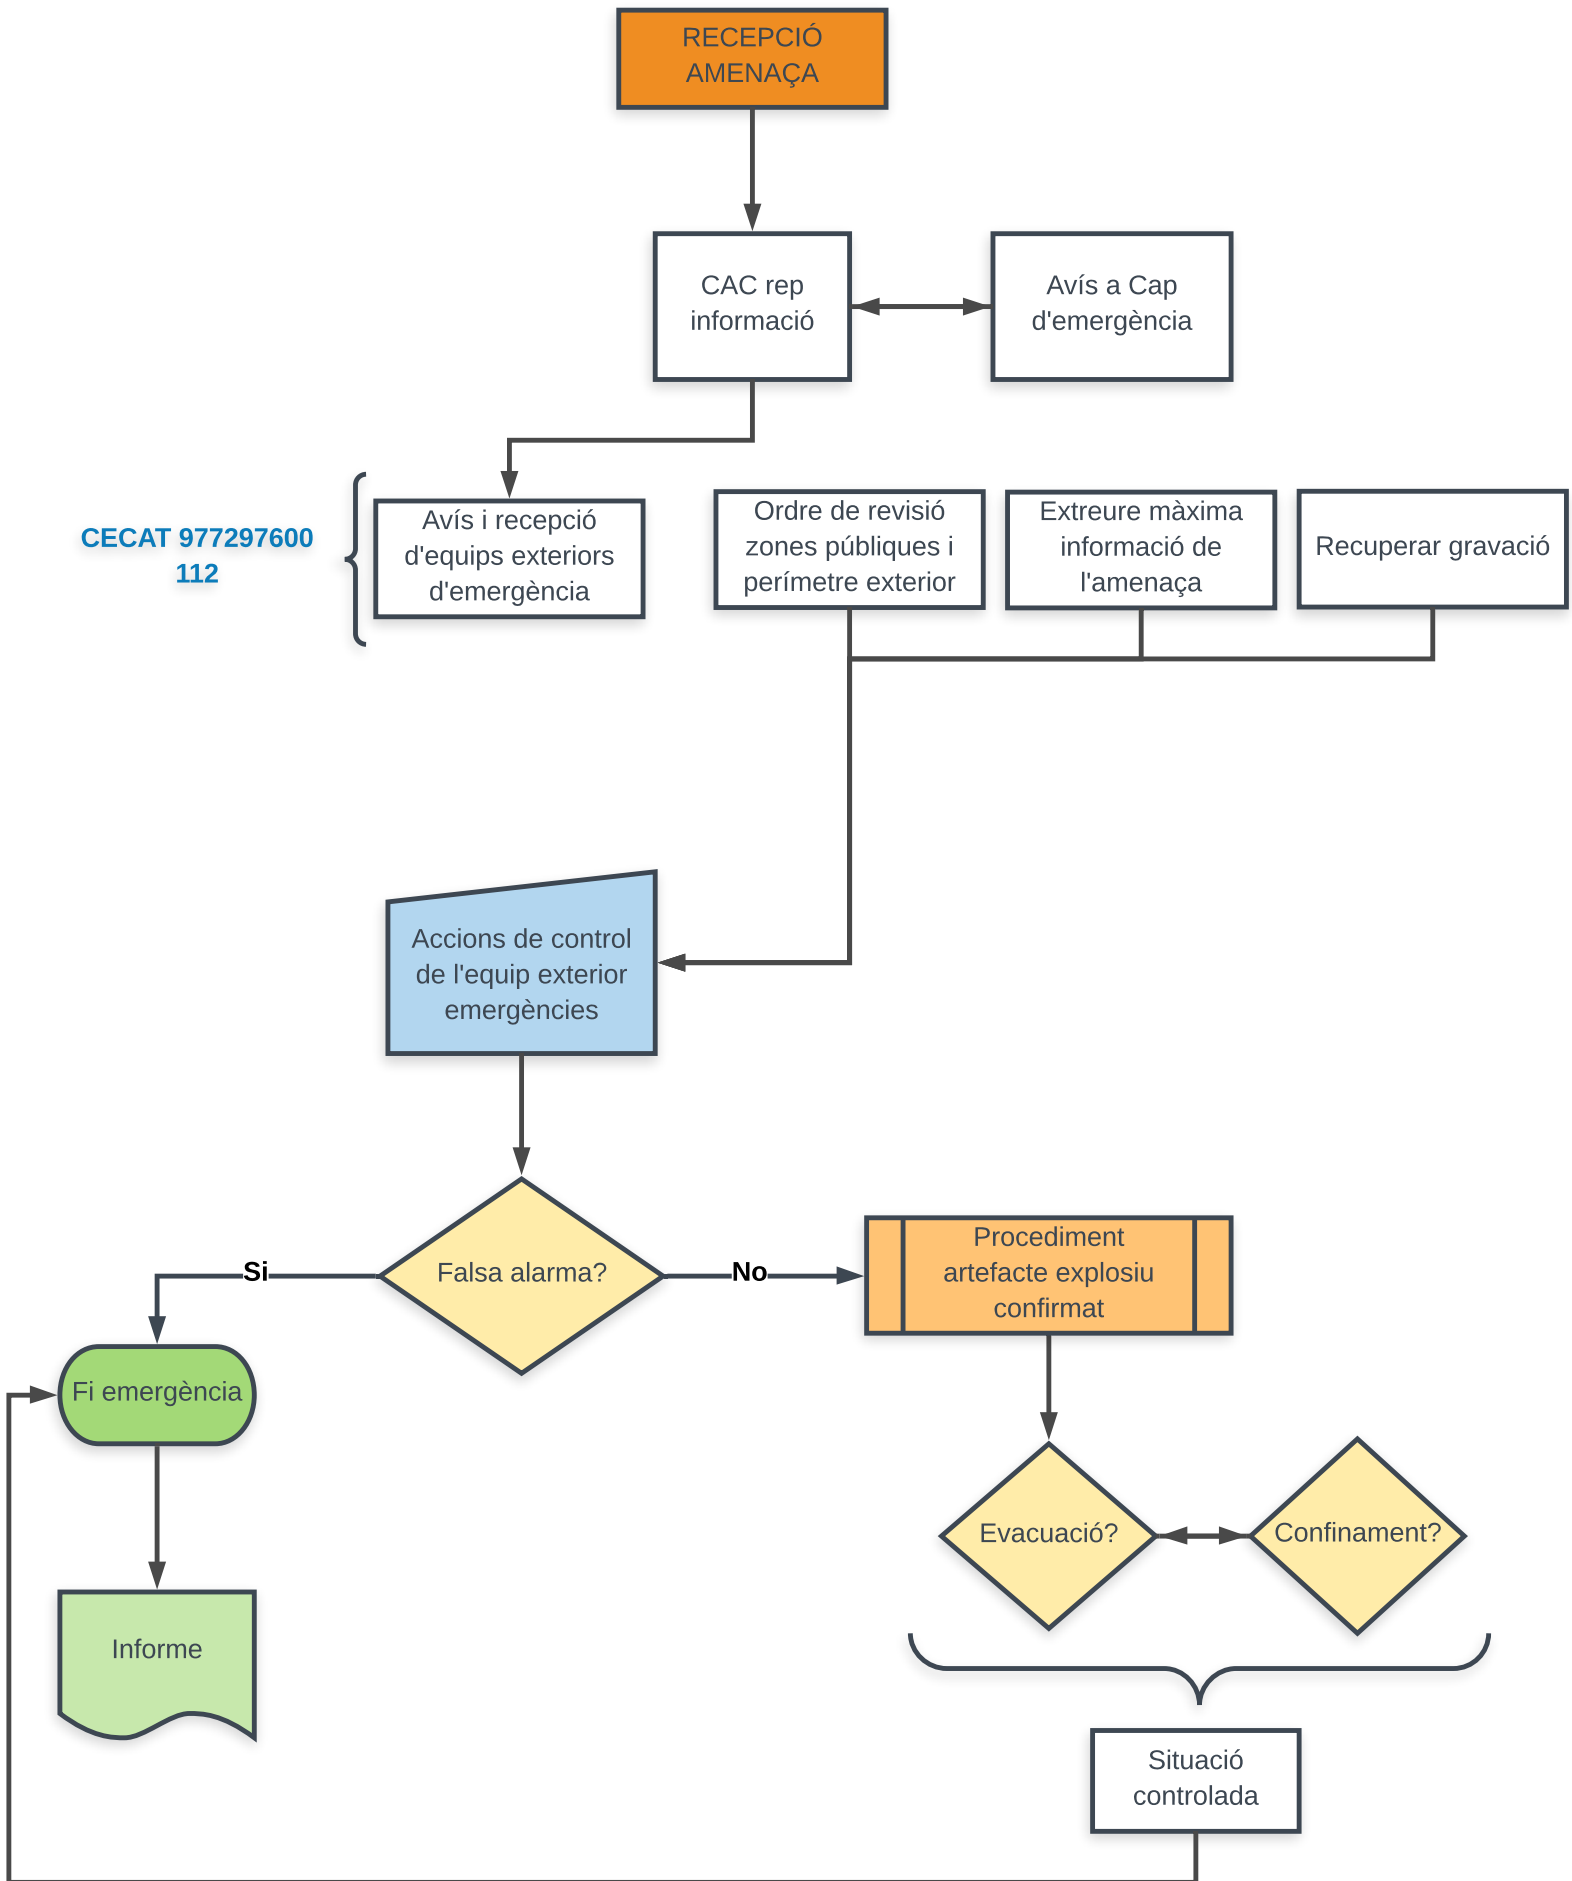 RECEPCIÓ
AMENAÇA
CAC rep
informació
Avís a Cap
d'emergència
CECAT 977297600
112
Avís i recepció
d'equips exteriors
d'emergència
Ordre de revisió
zones públiques i
perímetre exterior
Extreure màxima
informació de
l'amenaça
Recuperar gravació
Accions de control
de l'equip exterior
emergències
Falsa alarma?
Si
No
Procediment
artefacte explosiu
confirmat
Fi emergència
Evacuació?
Confinament?
Informe
Situació
controlada